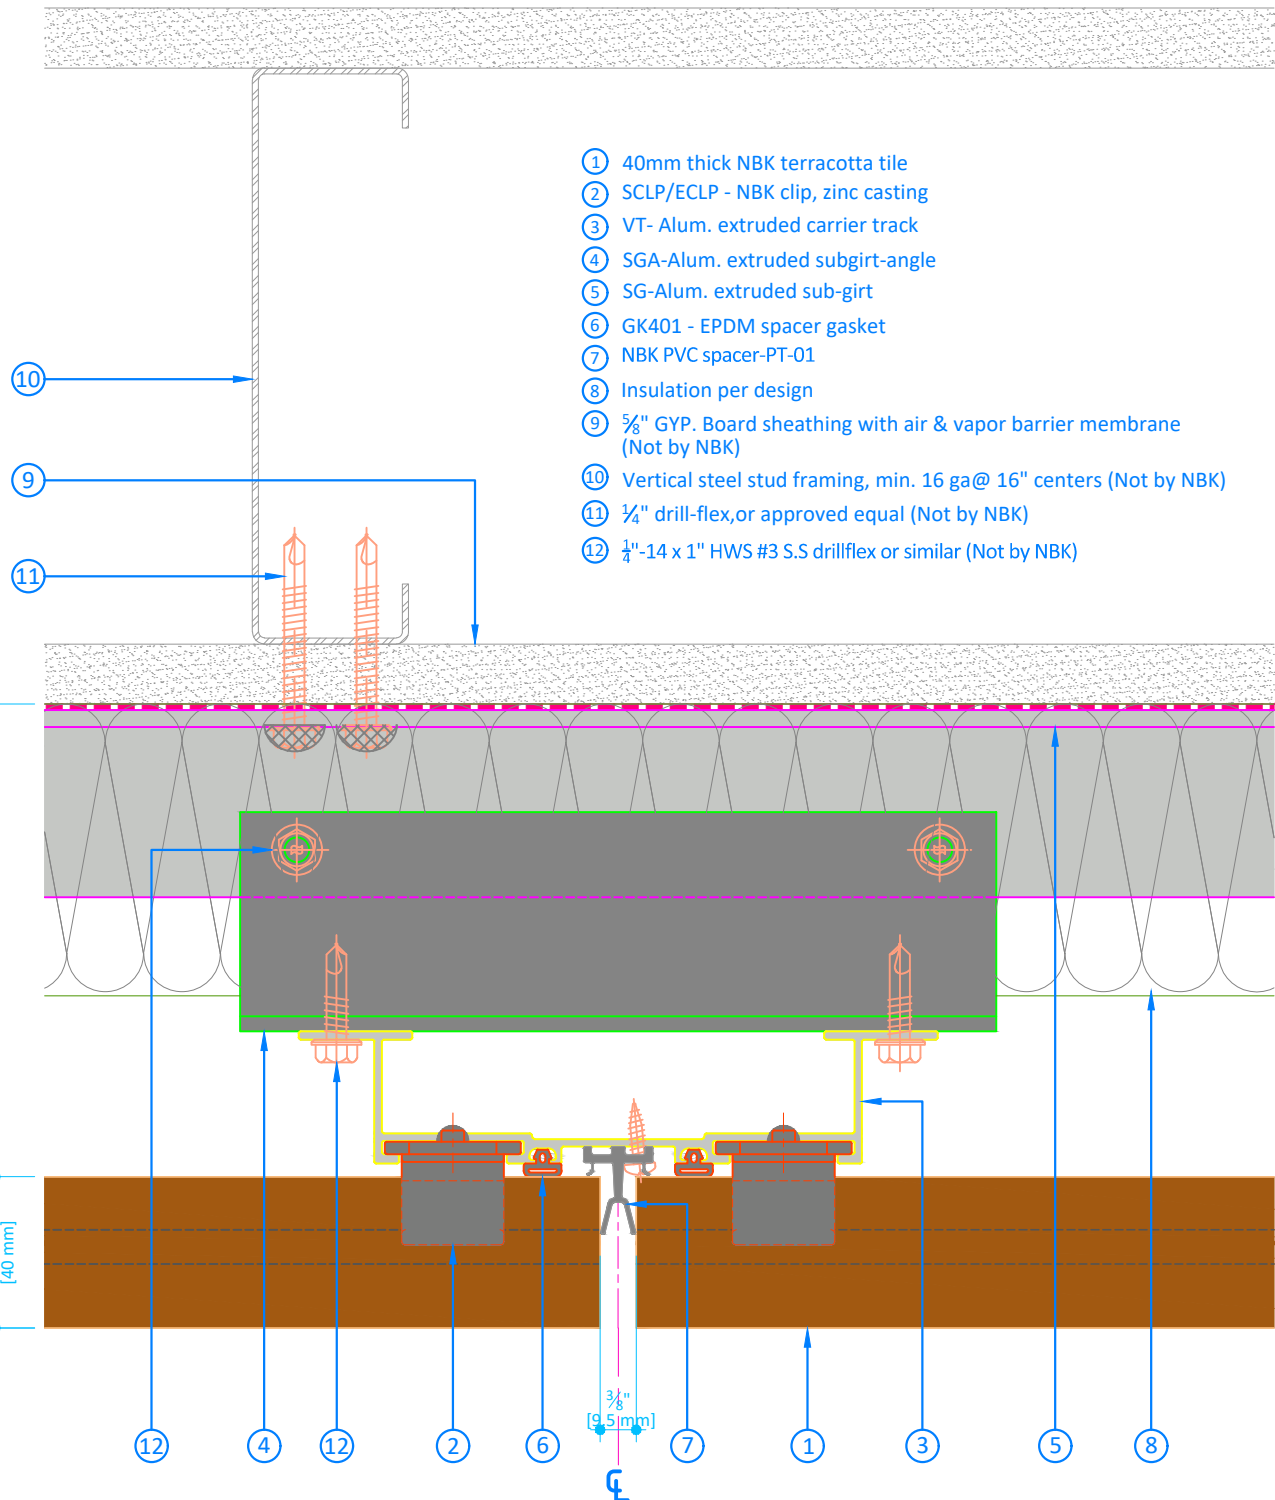 1 40mm thick NBK terracotta tile
2 SCLP/ECLP - NBK clip, zinc casting
3 VT- Alum. extruded carrier track
4 SGA-Alum. extruded subgirt-angle
5 SG-Alum. extruded sub-girt
6 GK401 - EPDM spacer gasket
7 NBK PVC spacer-PT-01
8 Insulation per design
9 5/8" GYP. Board sheathing with air & vapor barrier membrane
(Not by NBK)
10 Vertical steel stud framing, min. 16 ga@ 16" centers (Not by NBK)
11 1/4" drill-flex,or approved equal (Not by NBK)
12 1/4"-14 x 1" HWS #3 S.S drillflex or similar (Not by NBK)
10
9
11
[40 mm]
3/8"
[9.5 mm]
12 4 12 2 6 7 1 3 5 8
℄